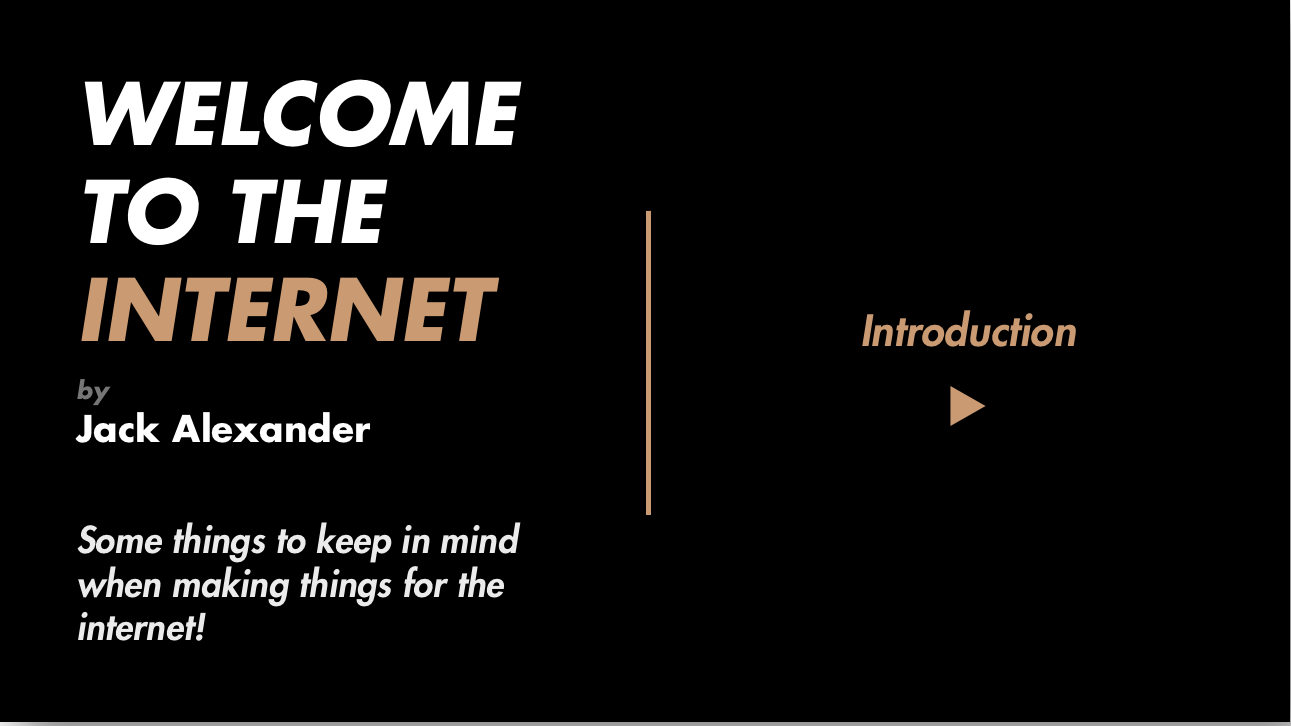 WELCOME
TO THE
INTERNET
by
Jack Alexander
Some things to keep in mind
when making things for the
internet!
Introduction